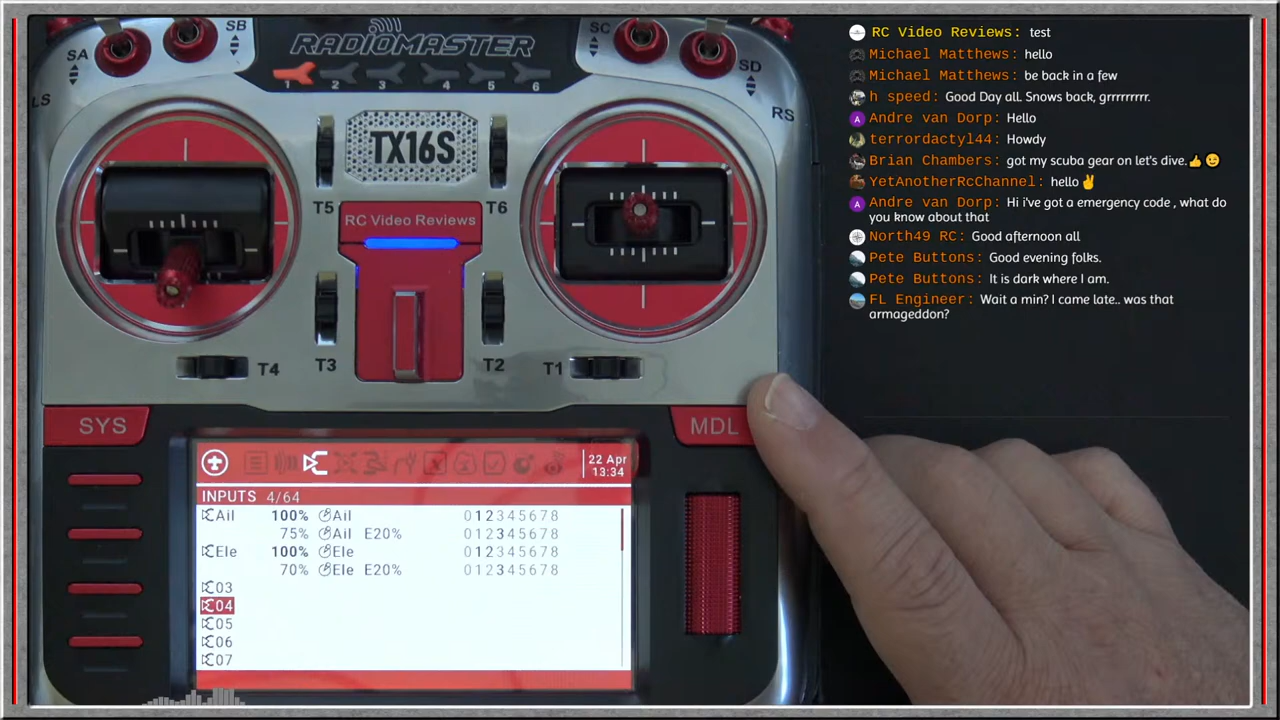 SA
SB
RADIOMASTER
1 2 3 4 5 6
SC
SD
LS
RS
TX16S
T5
T6
RC Video Reviews
T4
T3
T2
T1
SYS
MDL
22 Apr
13:34
INPUTS 4/64
Ail 100% Ail 012345678
75% Ail E20% 012345678
Ele 100% Ele 012345678
70% Ele E20% 012345678
03
04
05
06
07
RC Video Reviews: test
Michael Matthews: hello
Michael Matthews: be back in a few
h speed: Good Day all. Snows back, grrrrrrrrr.
Andre van Dorp: Hello
terrordactyl44: Howdy
Brian Chambers: got my scuba gear on let's dive.👍😉
YetAnotherRcChannel: hello✌
Andre van Dorp: Hi i've got a emergency code , what do
you know about that
North49 RC: Good afternoon all
Pete Buttons: Good evening folks.
Pete Buttons: It is dark where I am.
FL Engineer: Wait a min? I came late.. was that
armageddon?